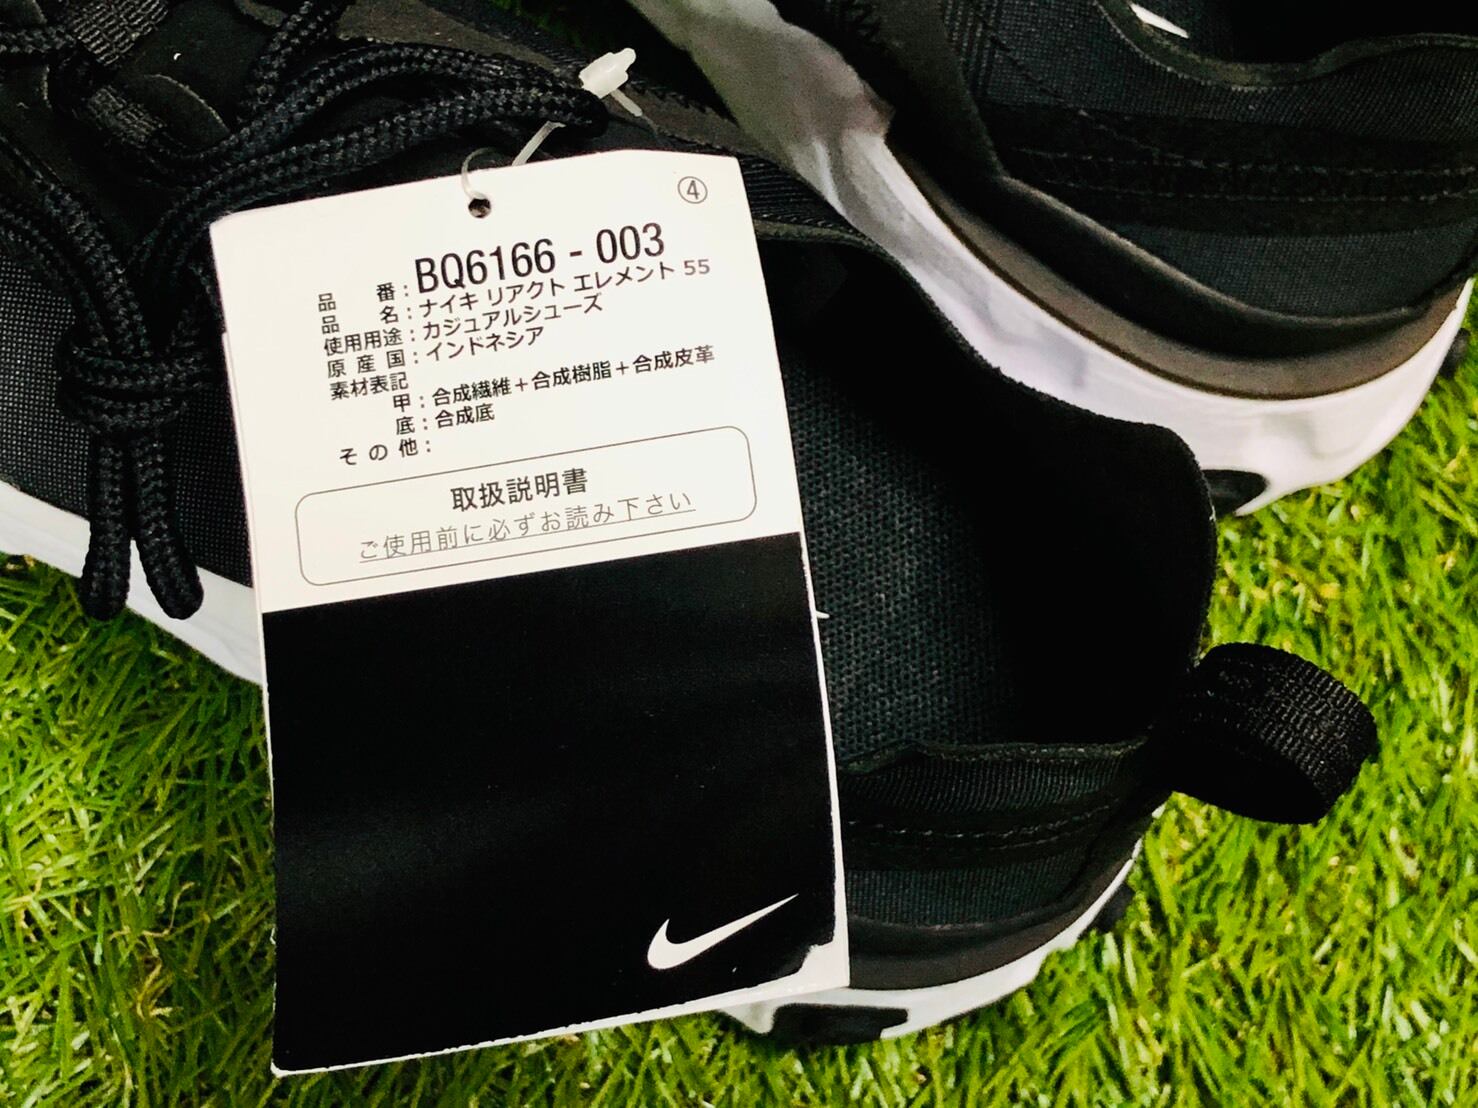 ④
品 番 : BQ6166 - 003
品 名 : ナイキ リアクト エレメント 55
使用用途 : カジュアルシューズ
原 産 国 : インドネシア
素材表記
甲 : 合成繊維+合成樹脂+合成皮革
底 : 合成底
そ の 他 :
取扱説明書
ご使用前に必ずお読み下さい